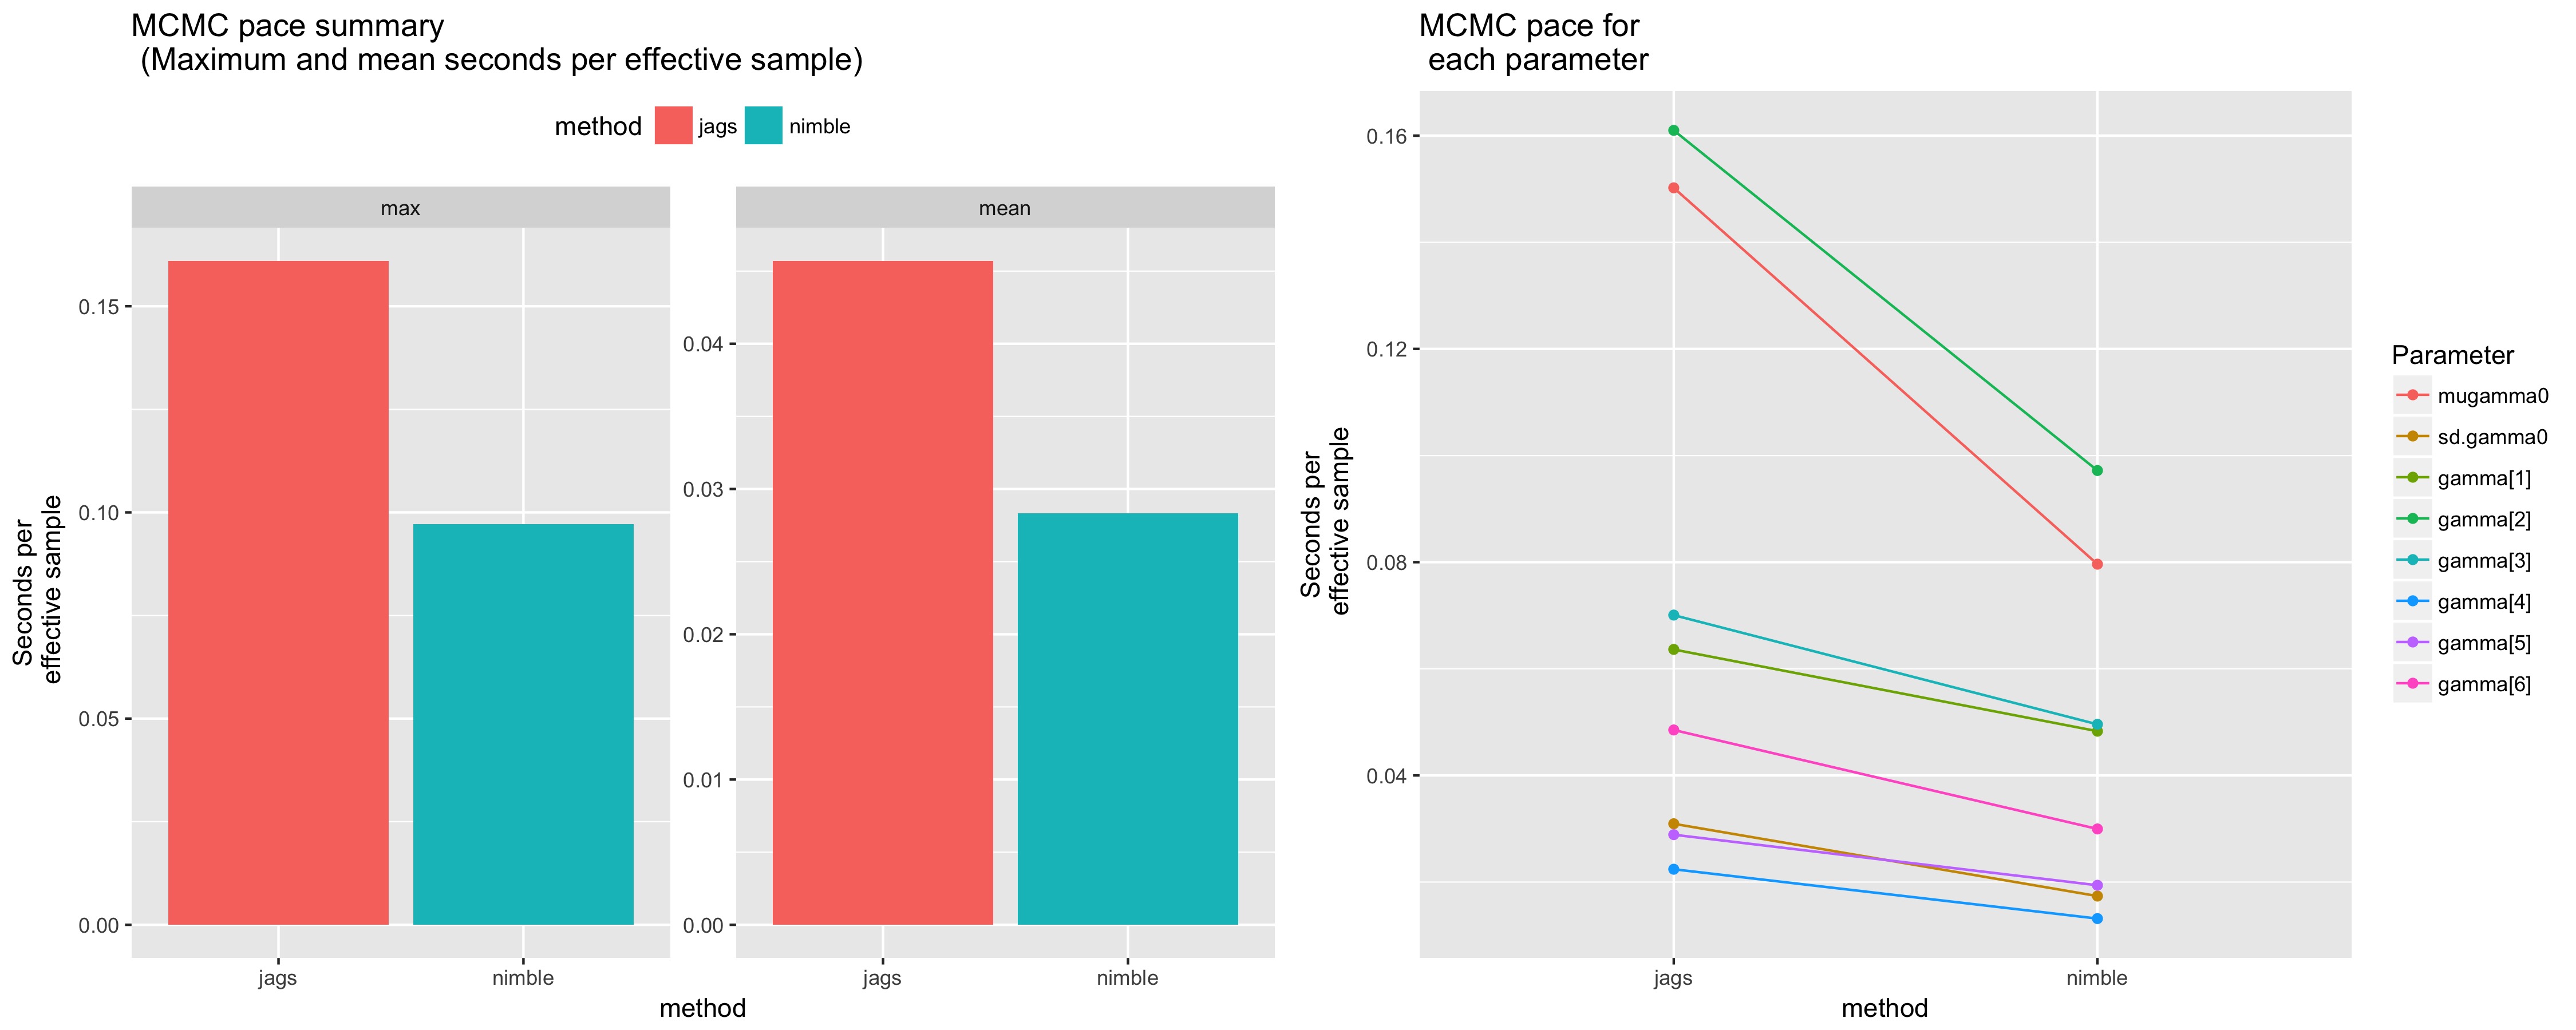 MCMC pace summary
(Maximum and mean seconds per effective sample)
method jags nimble
max
mean
Seconds per
effective sample
0.15
0.10
0.05
0.00
0.04
0.03
0.02
0.01
0.00
jags nimble
jags nimble
method
MCMC pace for
each parameter
Seconds per
effective sample
0.16
0.12
0.08
0.04
jags nimble
method
Parameter
mugamma0
sd.gamma0
gamma[1]
gamma[2]
gamma[3]
gamma[4]
gamma[5]
gamma[6]